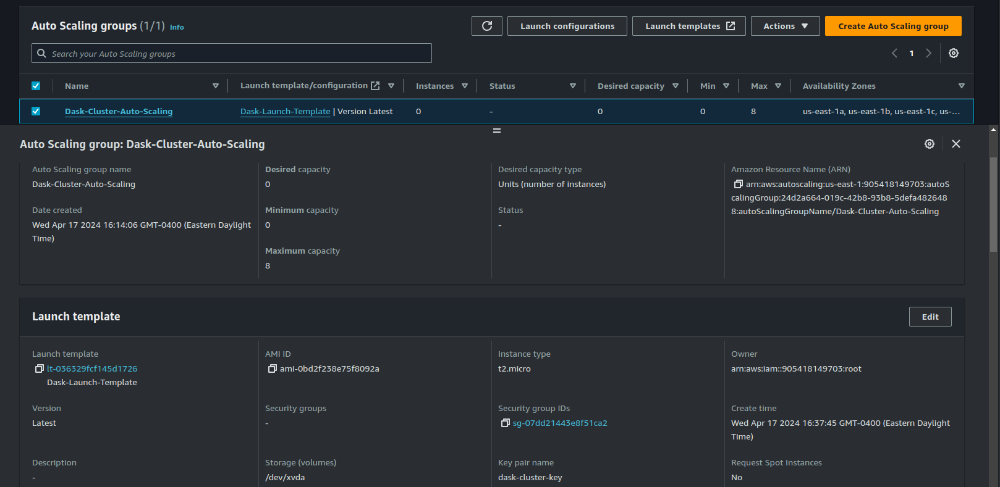 Auto Scaling groups (1/1) Info
Launch configurations
Launch templates
Actions
Create Auto Scaling group
Search your Auto Scaling groups
1
Name Launch template/configuration Instances Status Desired capacity Min Max Availability Zones
Dask-Cluster-Auto-Scaling Dask-Launch-Template | Version Latest 0 - 0 0 8 us-east-1a, us-east-1b, us-east-1c, us-...
Auto Scaling group: Dask-Cluster-Auto-Scaling
Auto Scaling group name
Dask-Cluster-Auto-Scaling
Date created
Wed Apr 17 2024 16:14:06 GMT-0400 (Eastern Daylight
Time)
Desired capacity
0
Minimum capacity
0
Maximum capacity
8
Desired capacity type
Units (number of instances)
Status
-
Amazon Resource Name (ARN)
arn:aws:autoscaling:us-east-1:905418149703:autoS
calingGroup:24d2a664-019c-42b8-93b8-5defa482648
8:autoScalingGroupName/Dask-Cluster-Auto-Scaling
Launch template
Edit
Launch template
lt-036329fcf145d1726
Dask-Launch-Template
AMI ID
ami-0bd2f238e75f8092a
Instance type
t2.micro
Owner
arn:aws:iam::905418149703:root
Version
Latest
Security groups
-
Security group IDs
sg-07dd21443e8f51ca2
Create time
Wed Apr 17 2024 16:37:45 GMT-0400 (Eastern Daylight
Time)
Description
-
Storage (volumes)
/dev/xvda
Key pair name
dask-cluster-key
Request Spot Instances
No